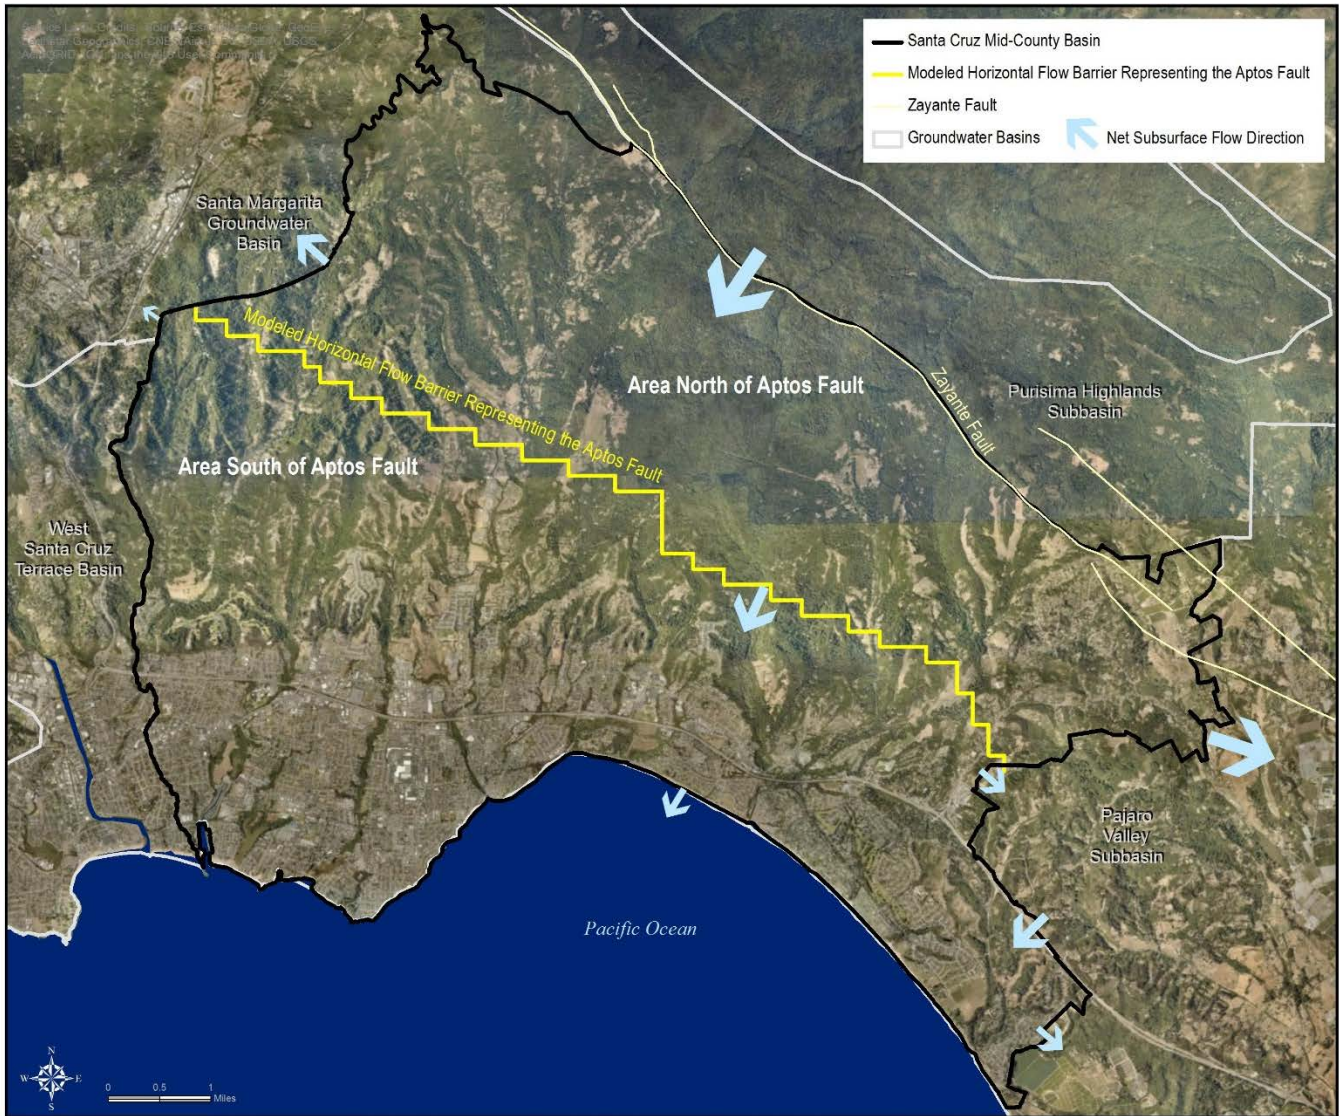 Santa Cruz Mid-County Basin
Modeled Horizontal Flow Barrier Representing the Aptos Fault
Zayante Fault
Groundwater Basins
Net Subsurface Flow Direction
Santa Margarita
Groundwater
Basin
Modeled Horizontal Flow Barrier Representing the Aptos Fault
Area North of Aptos Fault
Zayante Fault
Purisima Highlands
Subbasin
Area South of Aptos Fault
West
Santa Cruz
Terrace Basin
Pajaro
Valley
Subbasin
Pacific Ocean
N
W
E
S
0
0.5
1
Miles